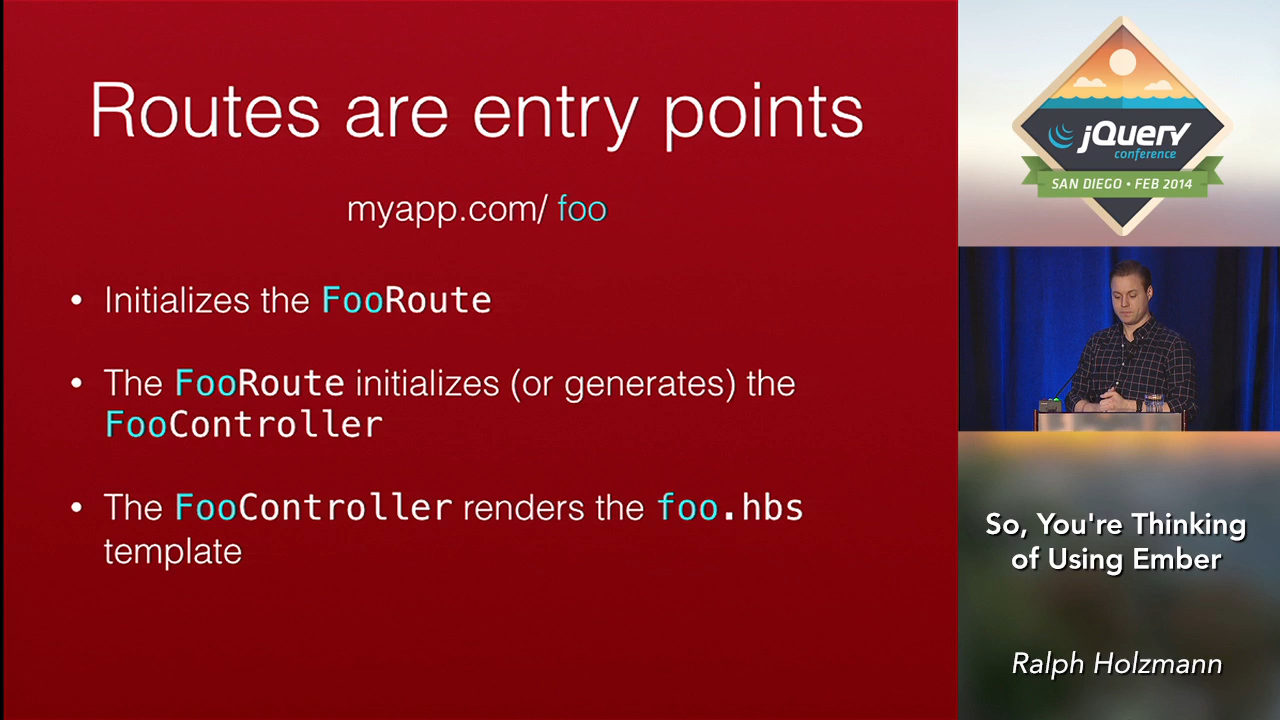 Routes are entry points
myapp.com/ foo
• Initializes the FooRoute
• The FooRoute initializes (or generates) the
FooController
• The FooController renders the foo.hbs
template
jQuery
conference
SAN DIEGO • FEB 2014
So, You're Thinking
of Using Ember
Ralph Holzmann